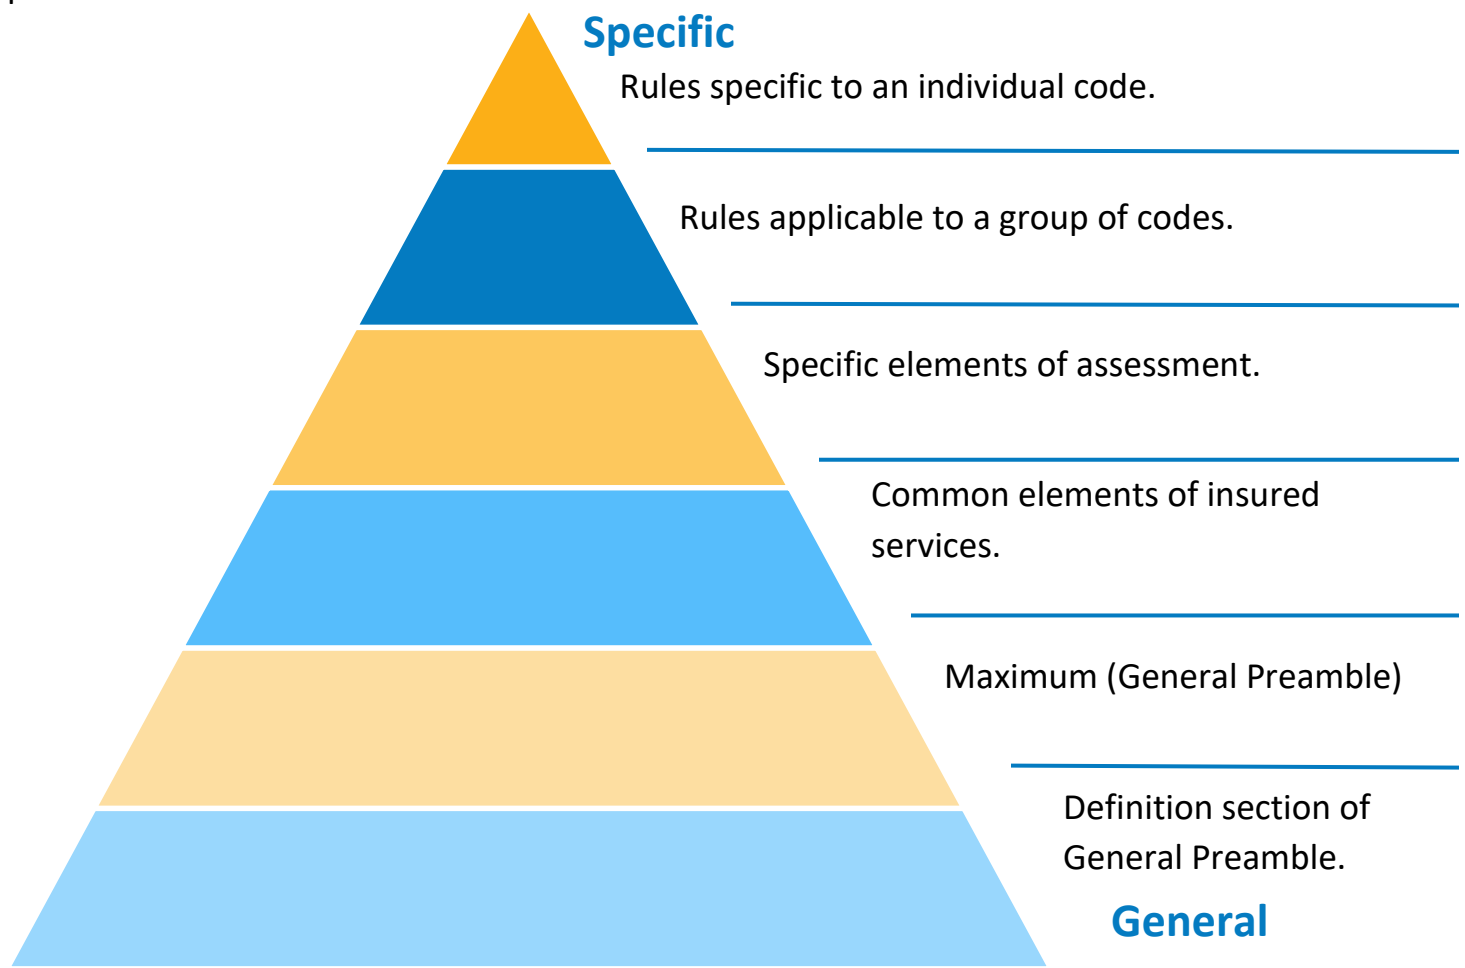 Specific
Rules specific to an individual code.
Rules applicable to a group of codes.
Specific elements of assessment.
Common elements of insured
services.
Maximum (General Preamble)
Definition section of
General Preamble.
General